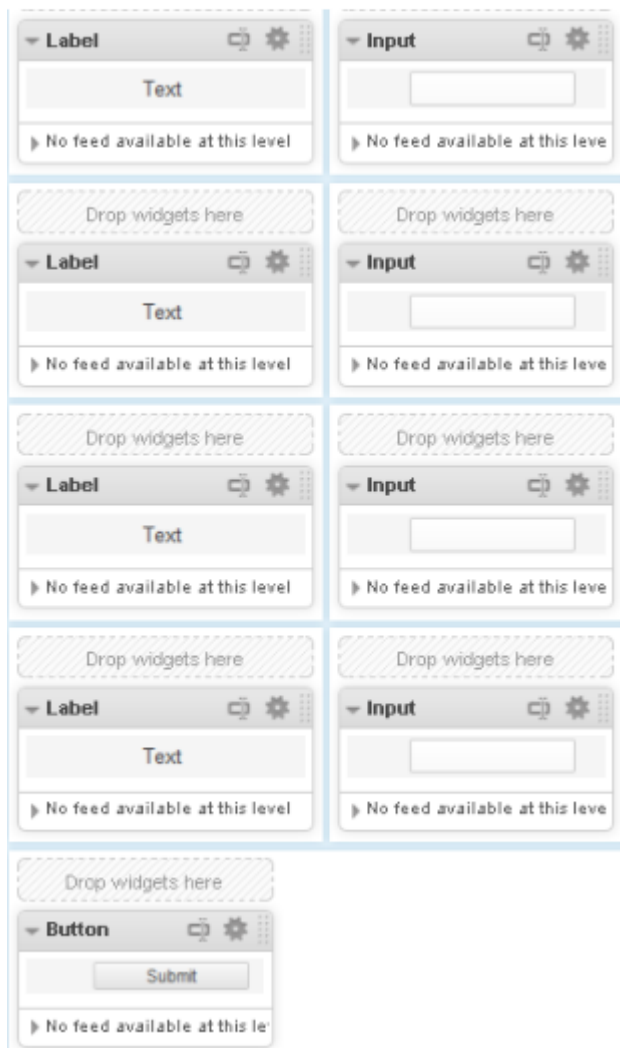 Label
Input
Text
No feed available at this level
No feed available at this leve
Drop widgets here
Drop widgets here
Label
Input
Text
No feed available at this level
No feed available at this leve
Drop widgets here
Drop widgets here
Label
Input
Text
No feed available at this level
No feed available at this leve
Drop widgets here
Drop widgets here
Label
Input
Text
No feed available at this level
No feed available at this leve
Drop widgets here
Button
Submit
No feed available at this le